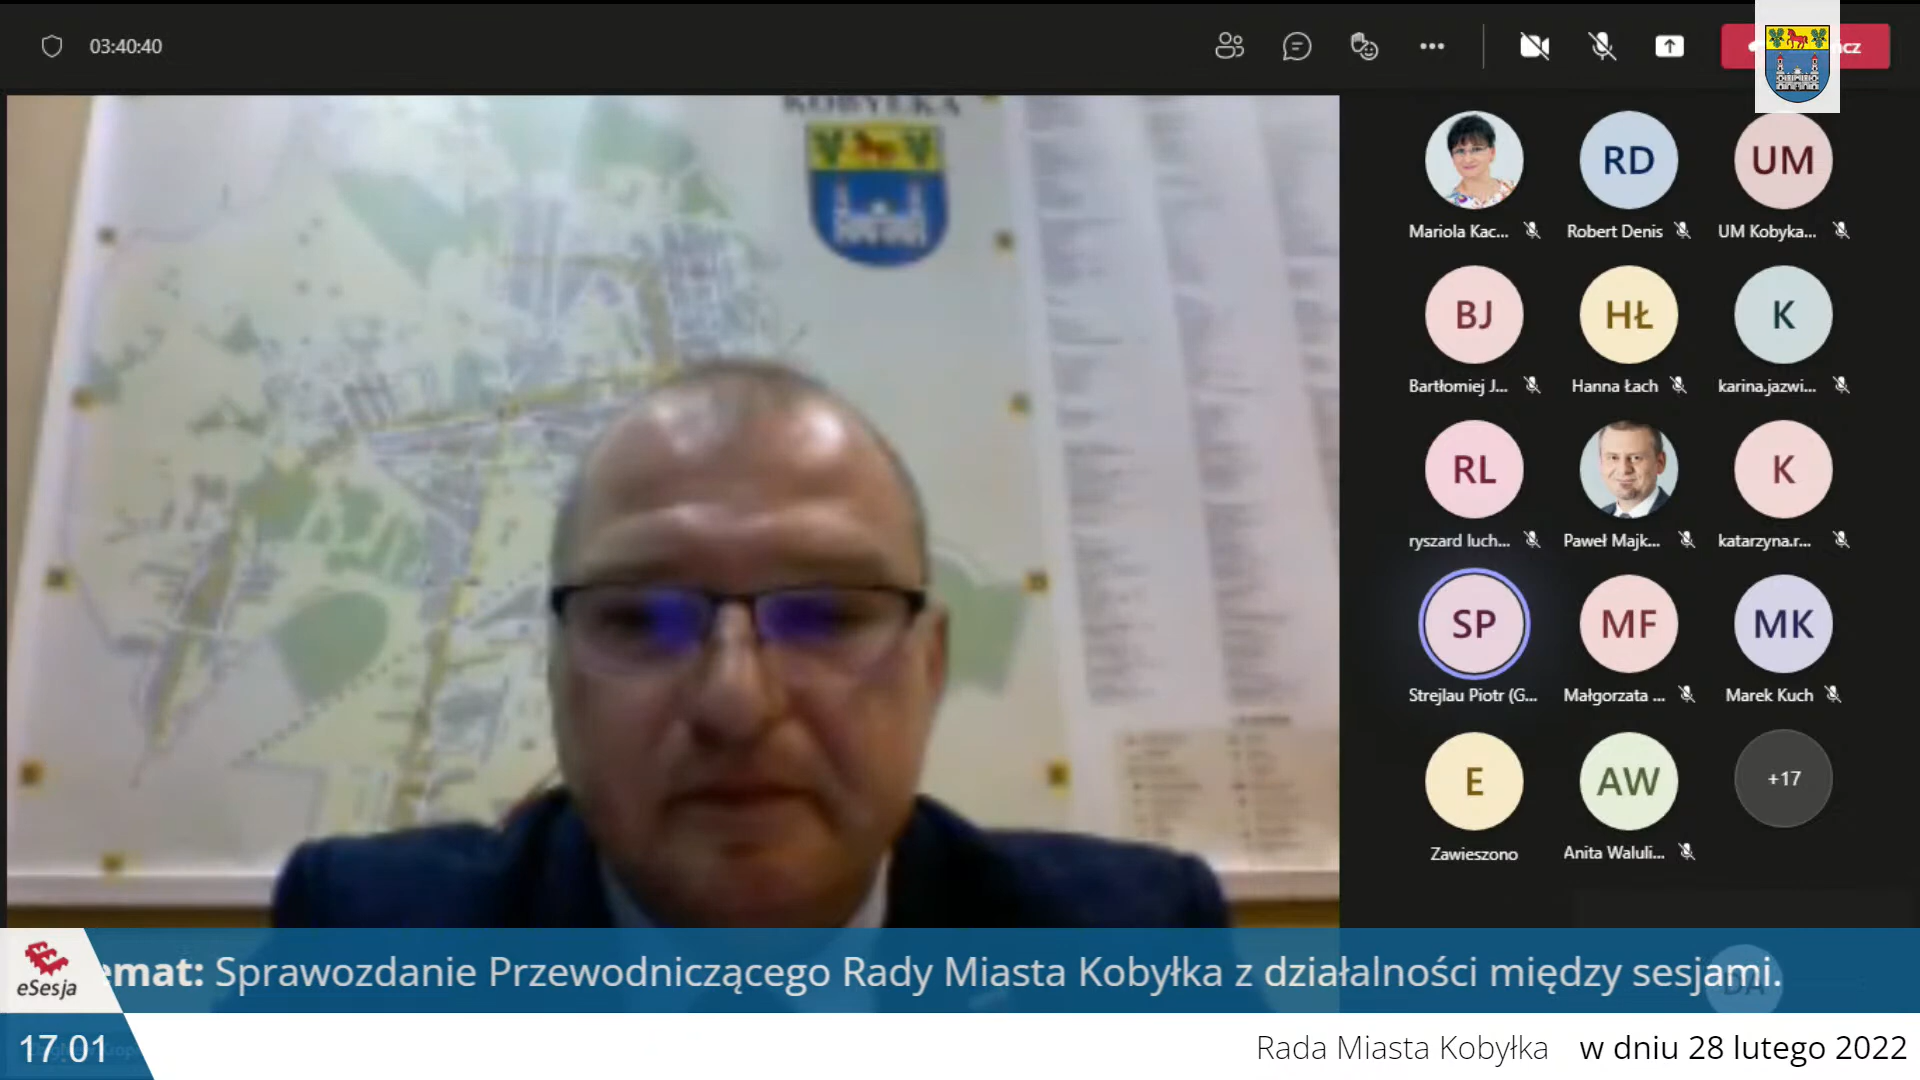 03:40:40
KOBYŁKA
Mariola Kac...
RD
Robert Denis
UM
UM Kobyka...
BJ
Bartłomiej J...
HŁ
Hanna Łach
K
karina.jazwi...
RL
ryszard luch...
Paweł Majk...
K
katarzyna.r...
SP
Strejlau Piotr (G...
MF
Małgorzata ...
MK
Marek Kuch
E
Zawieszono
AW
Anita Waluli...
+17
eSesja
emat: Sprawozdanie Przewodniczącego Rady Miasta Kobyłka z działalności między sesjami.
17.01
Rada Miasta Kobyłka w dniu 28 lutego 2022